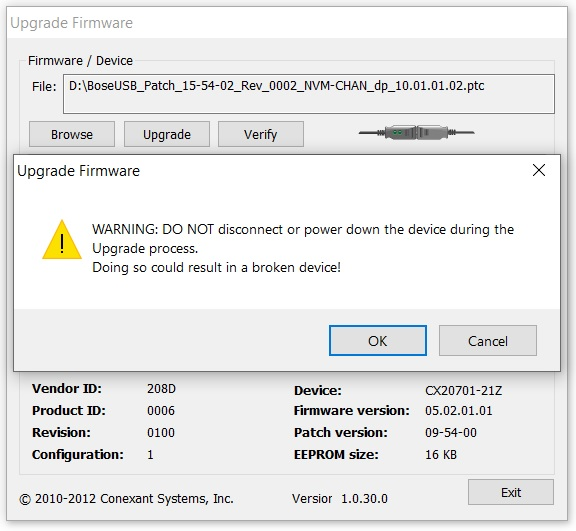 Upgrade Firmware
Firmware / Device
File: D:\BoseUSB_Patch_15-54-02_Rev_0002_NVM-CHAN_dp_10.01.01.02.ptc
Browse Upgrade Verify
Upgrade Firmware
WARNING: DO NOT disconnect or power down the device during the
Upgrade process.
Doing so could result in a broken device!
OK Cancel
Vendor ID: 208D Device: CX20701-21Z
Product ID: 0006 Firmware version: 05.02.01.01
Revision: 0100 Patch version: 09-54-00
Configuration: 1 EEPROM size: 16 KB
© 2010-2012 Conexant Systems, Inc. Versior 1.0.30.0 Exit